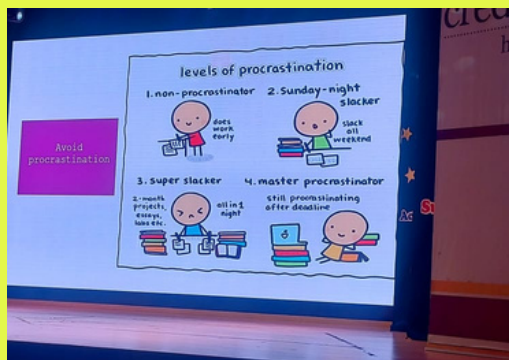 levels of procrastination
1. non-procrastinator
does
work
early
2. Sunday-night
slacker
slack
all
weekend
Avoid
procrastination
3. super slacker
2-month
projects,
essays,
labs etc.
all in 1
night
4. master procrastinator
still procrastinating
after deadline